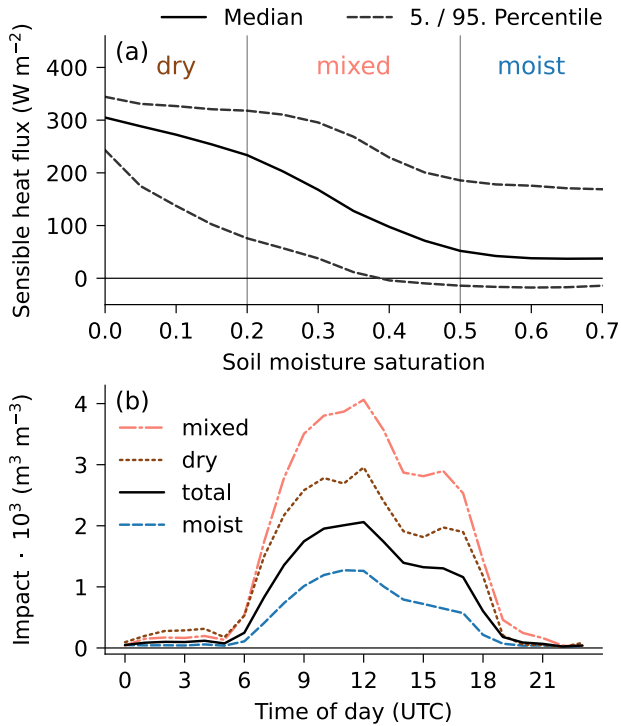 Median 5. / 95. Percentile
(a)
dry mixed moist
400
300
200
100
0
Sensible heat flux (W m⁻²)
0.0 0.1 0.2 0.3 0.4 0.5 0.6 0.7
Soil moisture saturation
(b)
mixed
dry
total
moist
4
3
2
1
0
Impact · 10³ (m³ m⁻³)
0 3 6 9 12 15 18 21
Time of day (UTC)